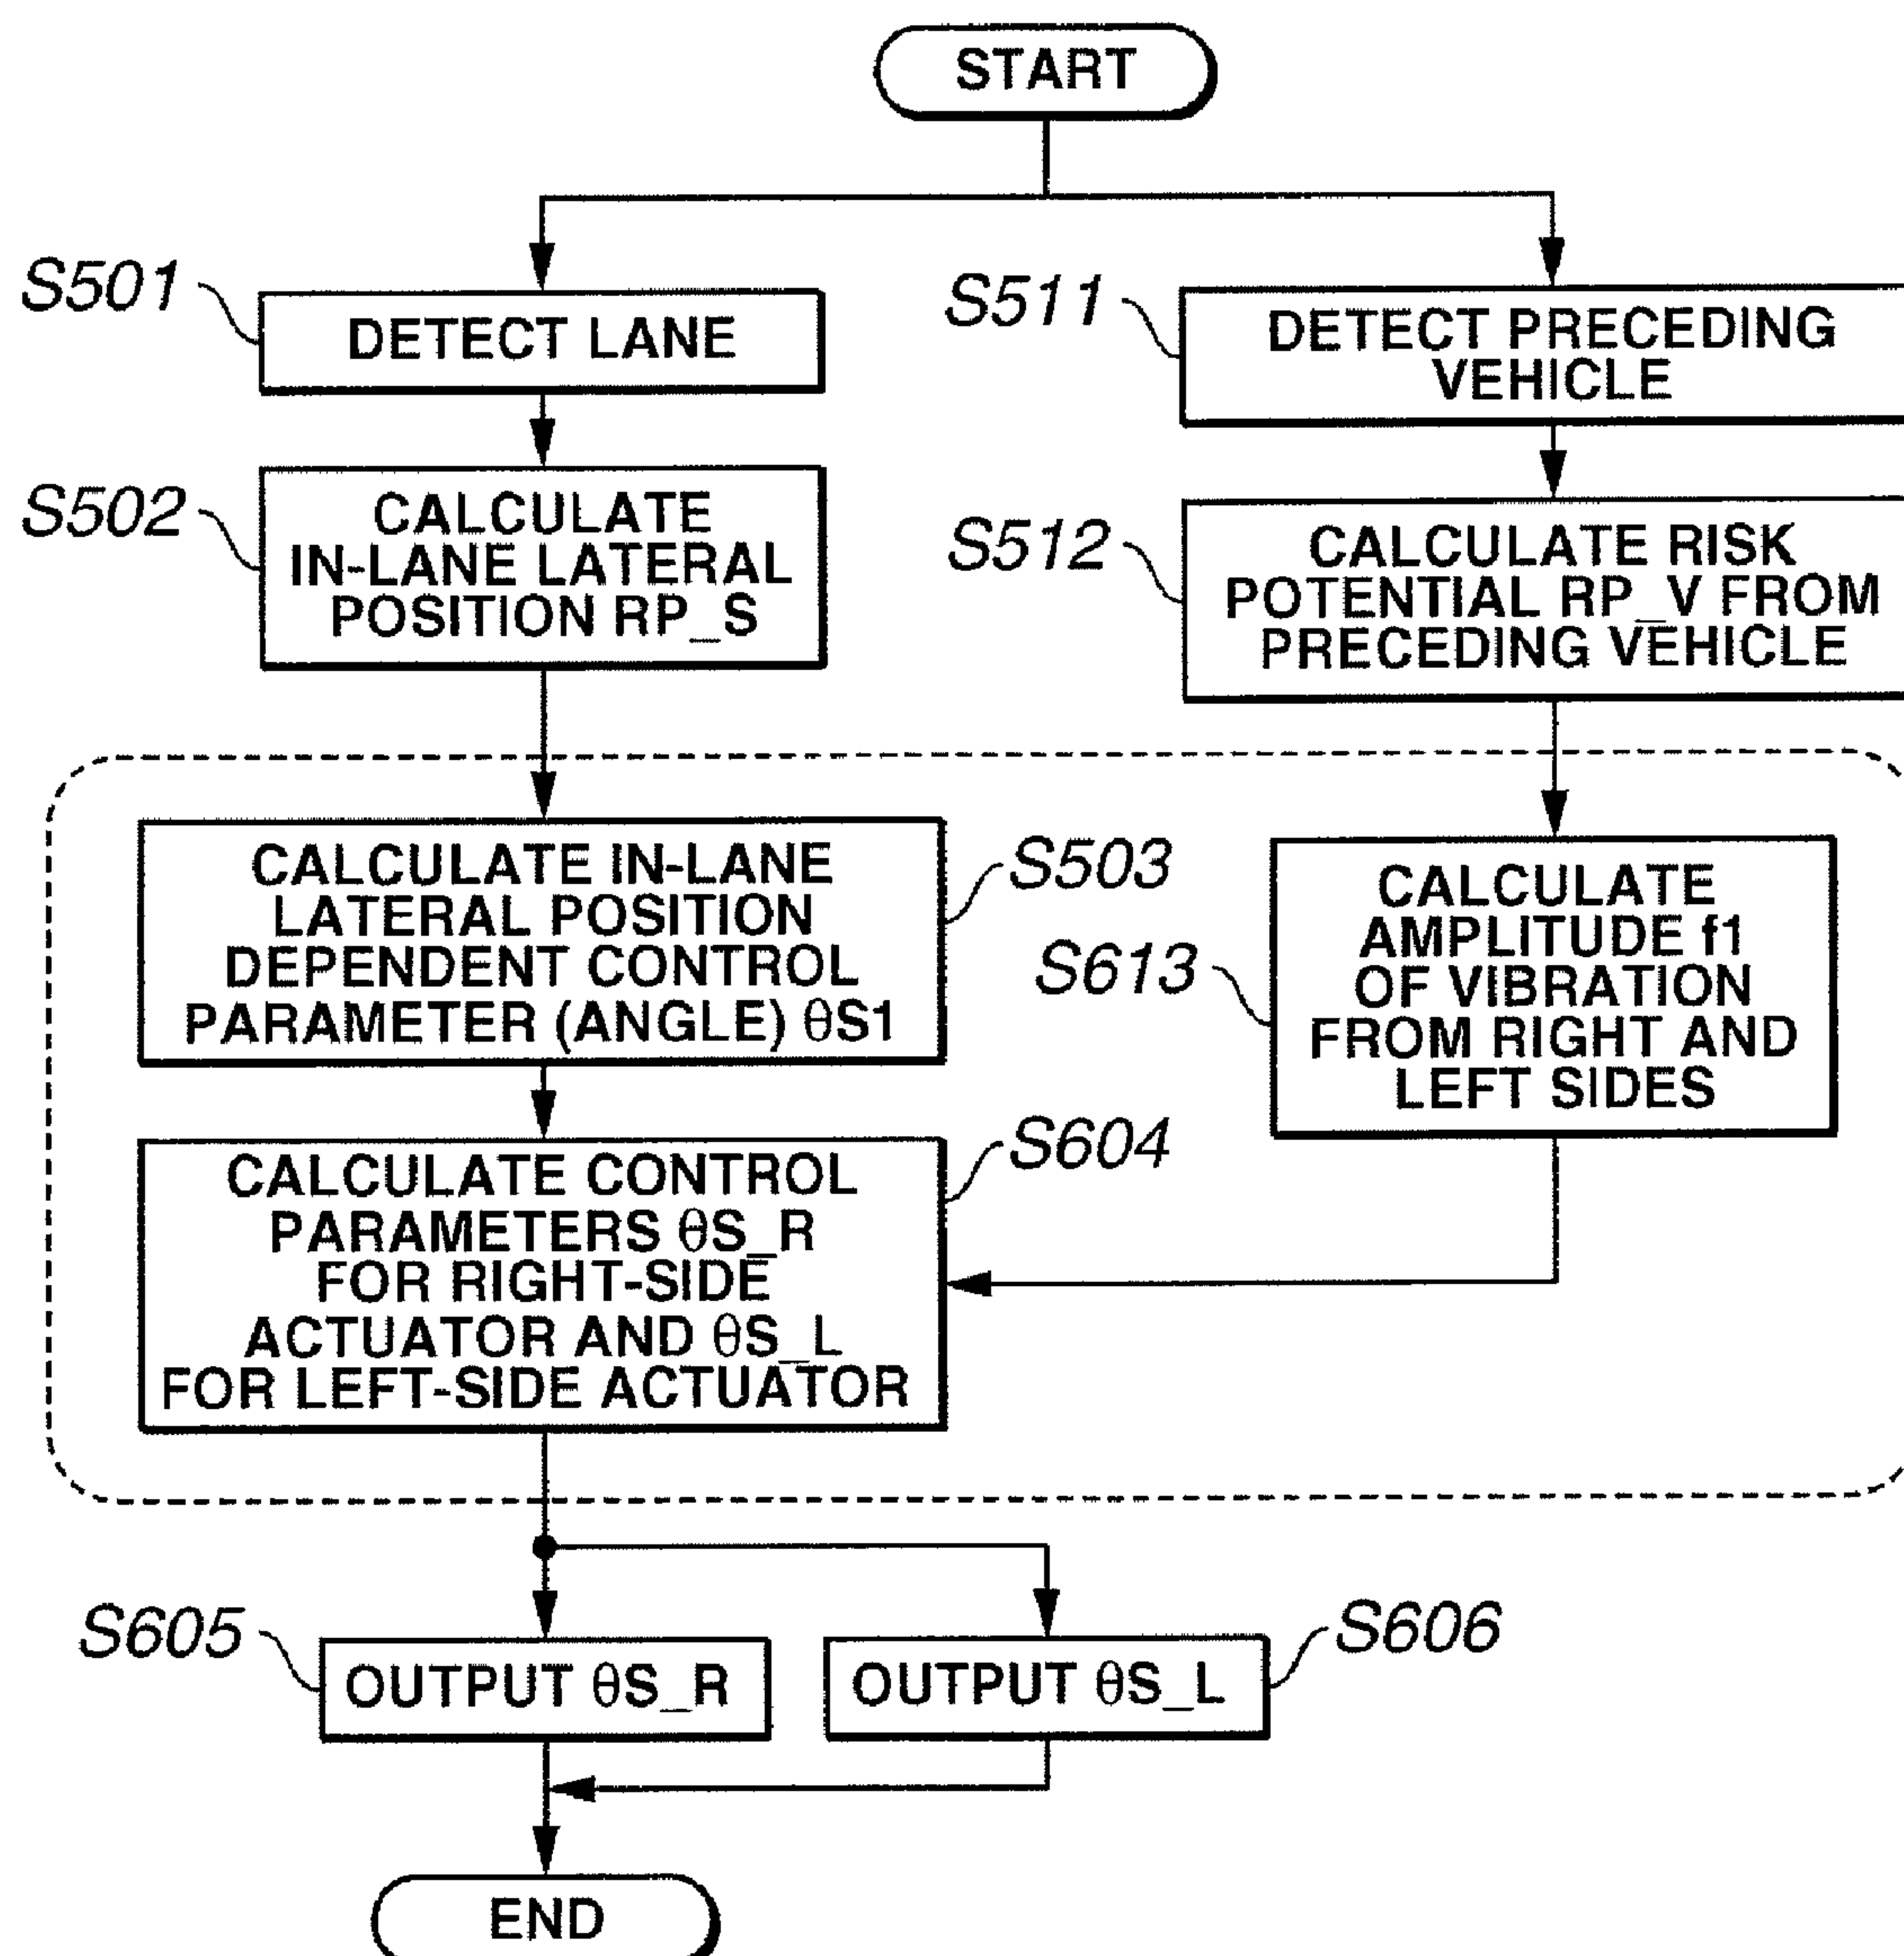 START
S501
DETECT LANE
S511
DETECT PRECEDING
VEHICLE
S502
CALCULATE
IN-LANE LATERAL
POSITION RP_S
S512
CALCULATE RISK
POTENTIAL RP_V FROM
PRECEDING VEHICLE
CALCULATE IN-LANE
LATERAL POSITION
DEPENDENT CONTROL
PARAMETER (ANGLE) θS1
S503
S613
CALCULATE
AMPLITUDE f1
OF VIBRATION
FROM RIGHT AND
LEFT SIDES
CALCULATE CONTROL
PARAMETERS θS_R
FOR RIGHT-SIDE
ACTUATOR AND θS_L
FOR LEFT-SIDE ACTUATOR
S604
S605
OUTPUT θS_R
OUTPUT θS_L
S606
END